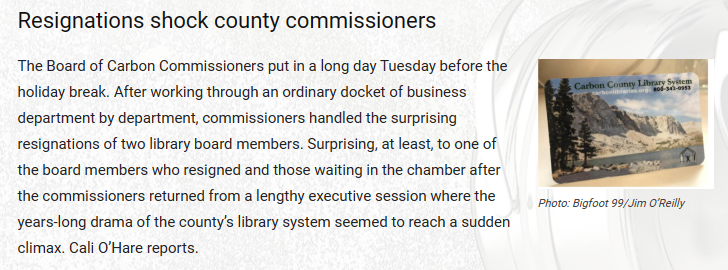 Resignations shock county commissioners
The Board of Carbon Commissioners put in a long day Tuesday before the
holiday break. After working through an ordinary docket of business
department by department, commissioners handled the surprising
resignations of two library board members. Surprising, at least, to one of
the board members who resigned and those waiting in the chamber after
the commissioners returned from a lengthy executive session where the
years-long drama of the county’s library system seemed to reach a sudden
climax. Cali O’Hare reports.
Carbon County Library System
carbonlibraries.org
Photo: Bigfoot 99/Jim O’Reilly